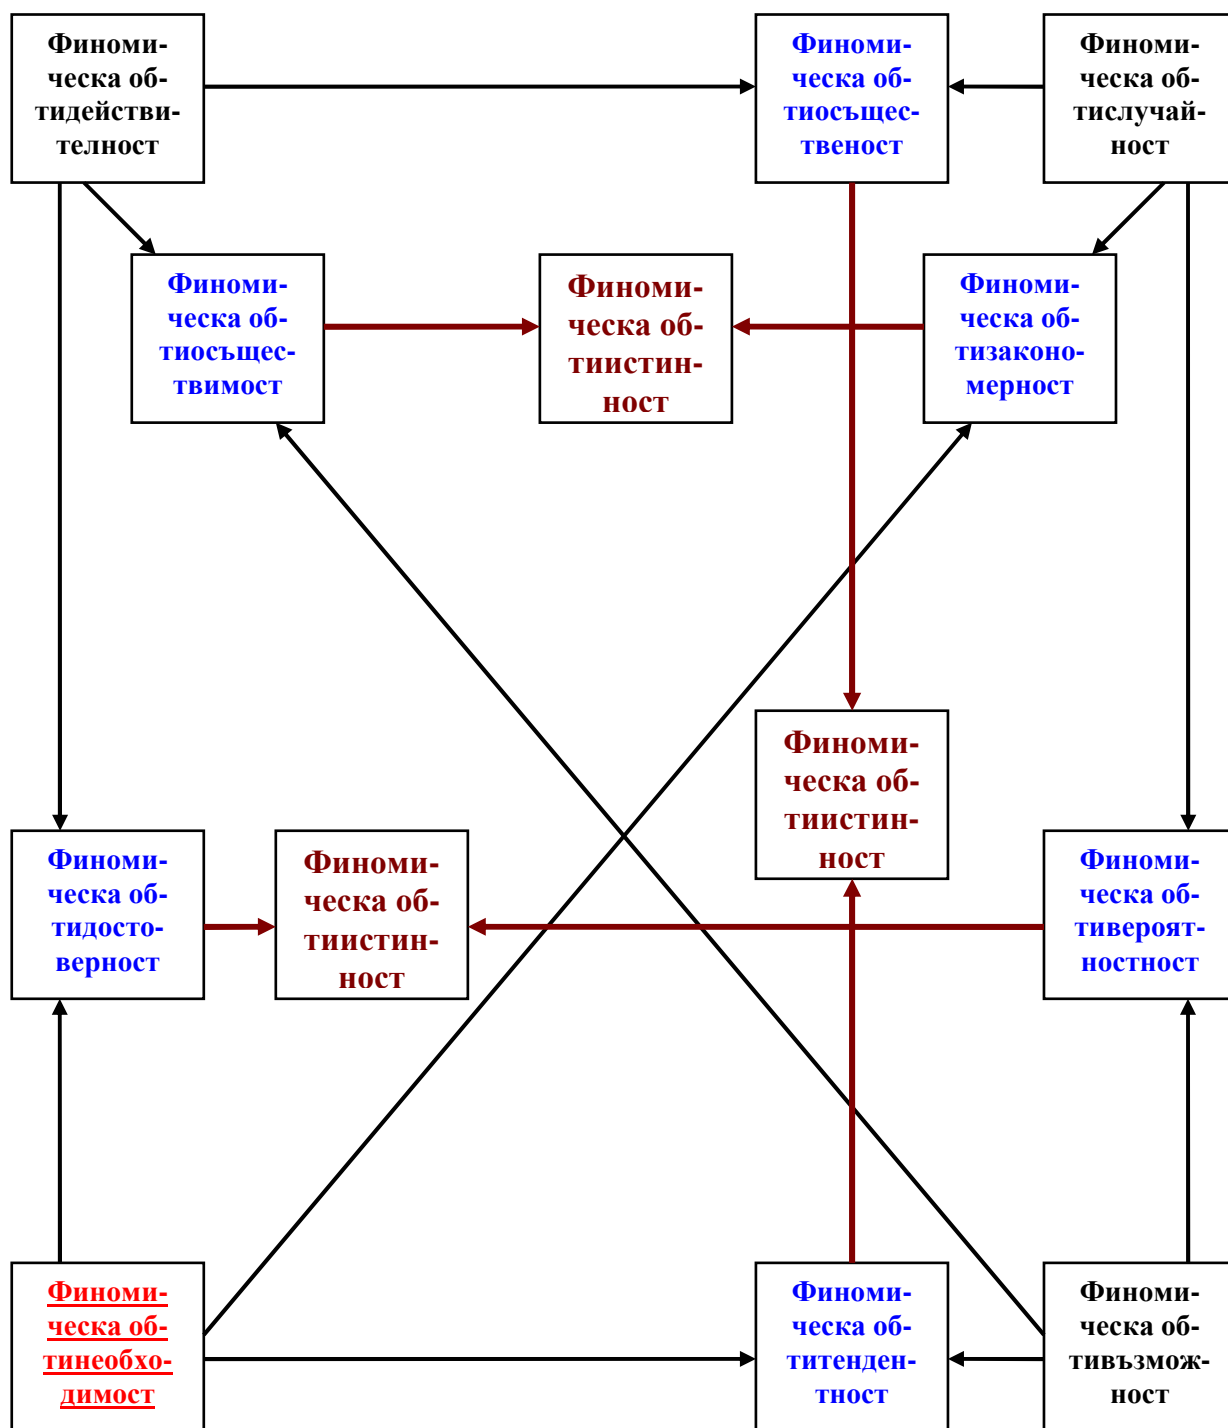 Финоми-
ческа об-
тидействи-
телност
Финоми-
ческа об-
тиосъщес-
твеност
Финоми-
ческа об-
тислучай-
ност
Финоми-
ческа об-
тиосъщес-
твимост
Финоми-
ческа об-
тиистин-
ност
Финоми-
ческа об-
тизаконо-
мерност
Финоми-
ческа об-
тиистин-
ност
Финоми-
ческа об-
тидосто-
верност
Финоми-
ческа об-
тиистин-
ност
Финоми-
ческа об-
тивероят-
ностност
Финоми-
ческа об-
тинеобхо-
димост
Финоми-
ческа об-
титенден-
тност
Финоми-
ческа об-
тивъзмож-
ност